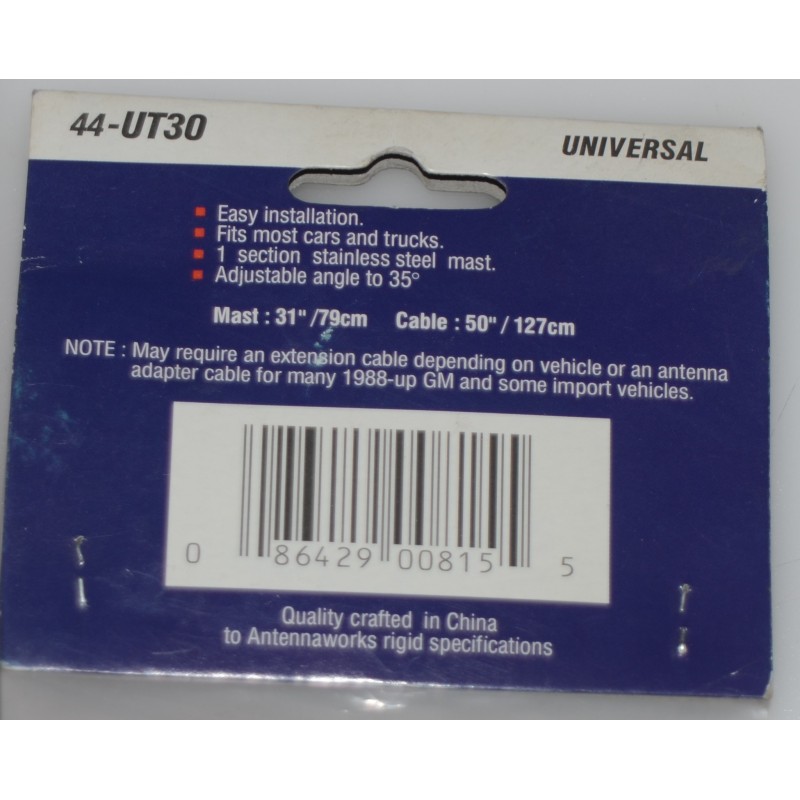 44-UT30
UNIVERSAL
Easy installation.
Fits most cars and trucks.
1 section stainless steel mast.
Adjustable angle to 35°
Mast : 31" /79cm Cable : 50" / 127cm
NOTE : May require an extension cable depending on vehicle or an antenna
adapter cable for many 1988-up GM and some import vehicles.
0 86429 00815 5
Quality crafted in China
to Antennaworks rigid specifications